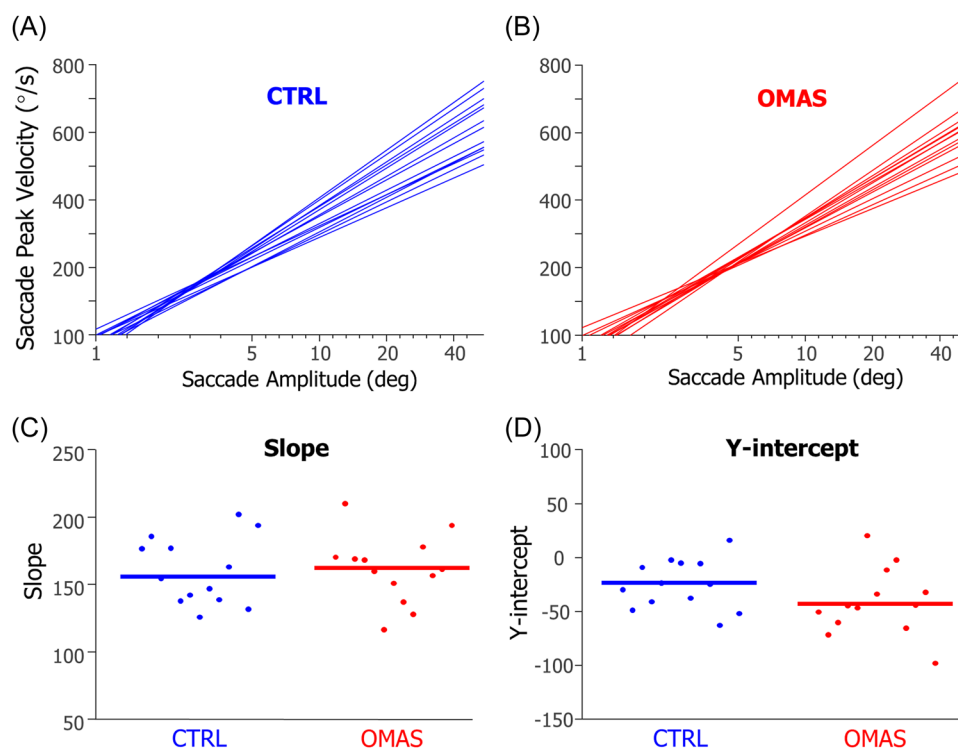 (A)
(B)
Saccade Peak Velocity (°/s)
800
600
400
200
100
CTRL
1
5
10
20
40
Saccade Amplitude (deg)
800
600
400
200
100
OMAS
1
5
10
20
40
Saccade Amplitude (deg)
(C)
(D)
Slope
Slope
250
200
150
100
50
CTRL
OMAS
Y-intercept
Y-intercept
100
50
0
-50
-100
-150
CTRL
OMAS